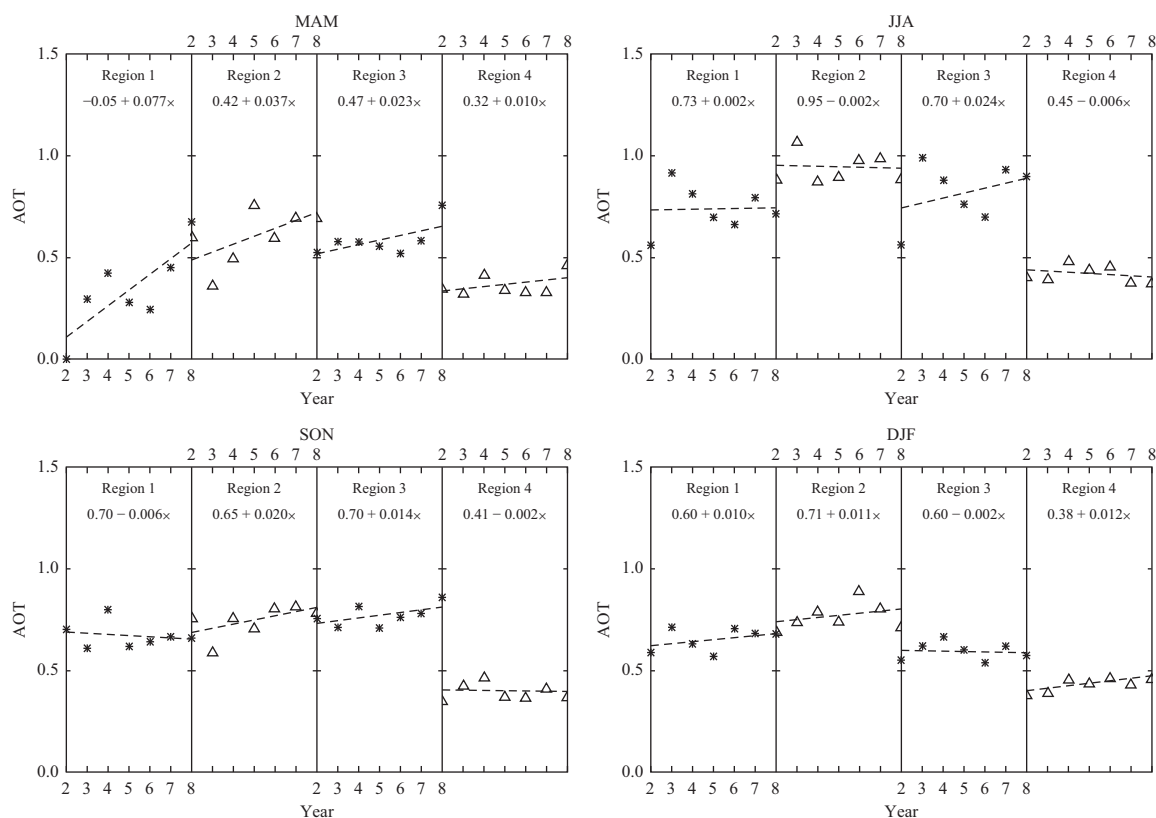 MAM
2 3 4 5 6 7 8 2 3 4 5 6 7 8
1.5
Region 1 Region 2 Region 3 Region 4
−0.05 + 0.077× 0.42 + 0.037× 0.47 + 0.023× 0.32 + 0.010×
1.0
AOT
0.5
0.0
2 3 4 5 6 7 8 2 3 4 5 6 7 8
Year
JJA
2 3 4 5 6 7 8 2 3 4 5 6 7 8
1.5
Region 1 Region 2 Region 3 Region 4
0.73 + 0.002× 0.95 − 0.002× 0.70 + 0.024× 0.45 − 0.006×
1.0
AOT
0.5
0.0
2 3 4 5 6 7 8 2 3 4 5 6 7 8
Year
SON
2 3 4 5 6 7 8 2 3 4 5 6 7 8
1.5
Region 1 Region 2 Region 3 Region 4
0.70 − 0.006× 0.65 + 0.020× 0.70 + 0.014× 0.41 − 0.002×
1.0
AOT
0.5
0.0
2 3 4 5 6 7 8 2 3 4 5 6 7 8
Year
DJF
2 3 4 5 6 7 8 2 3 4 5 6 7 8
1.5
Region 1 Region 2 Region 3 Region 4
0.60 + 0.010× 0.71 + 0.011× 0.60 − 0.002× 0.38 + 0.012×
1.0
AOT
0.5
0.0
2 3 4 5 6 7 8 2 3 4 5 6 7 8
Year